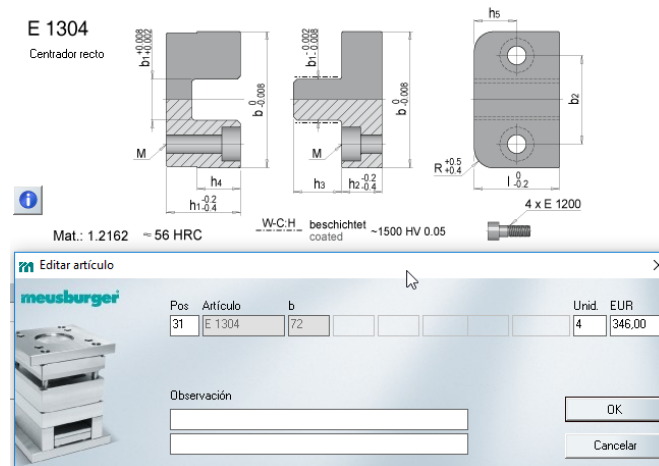 E 1304
Centrador recto
b1 +0.008 +0.002
b 0 -0.008
M
h4
h1 -0.2 -0.4
b1 -0.002 -0.008
b 0 -0.008
M
h3
h2 -0.2 -0.4
h5
b2
R +0.5 +0.4
l 0 -0.2
4 x E 1200
Mat.: 1.2162 ≈ 56 HRC
W-C:H beschichtet coated ~1500 HV 0.05
Editar artículo
meusburger
Pos Artículo b Unid. EUR
31 E 1304 72 4 346,00
Observación
OK
Cancelar